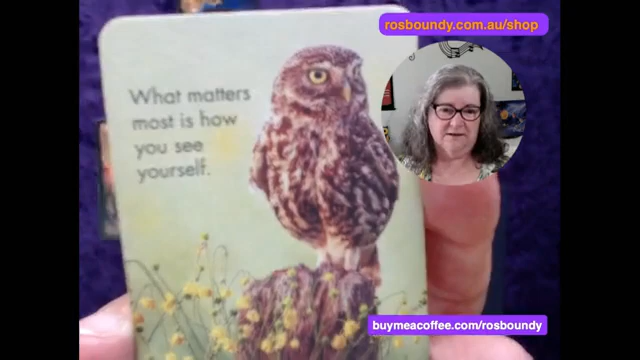 rosboundy.com.au/shop
What matters
most is how
you see
yourself.
buymeacoffee.com/rosboundy